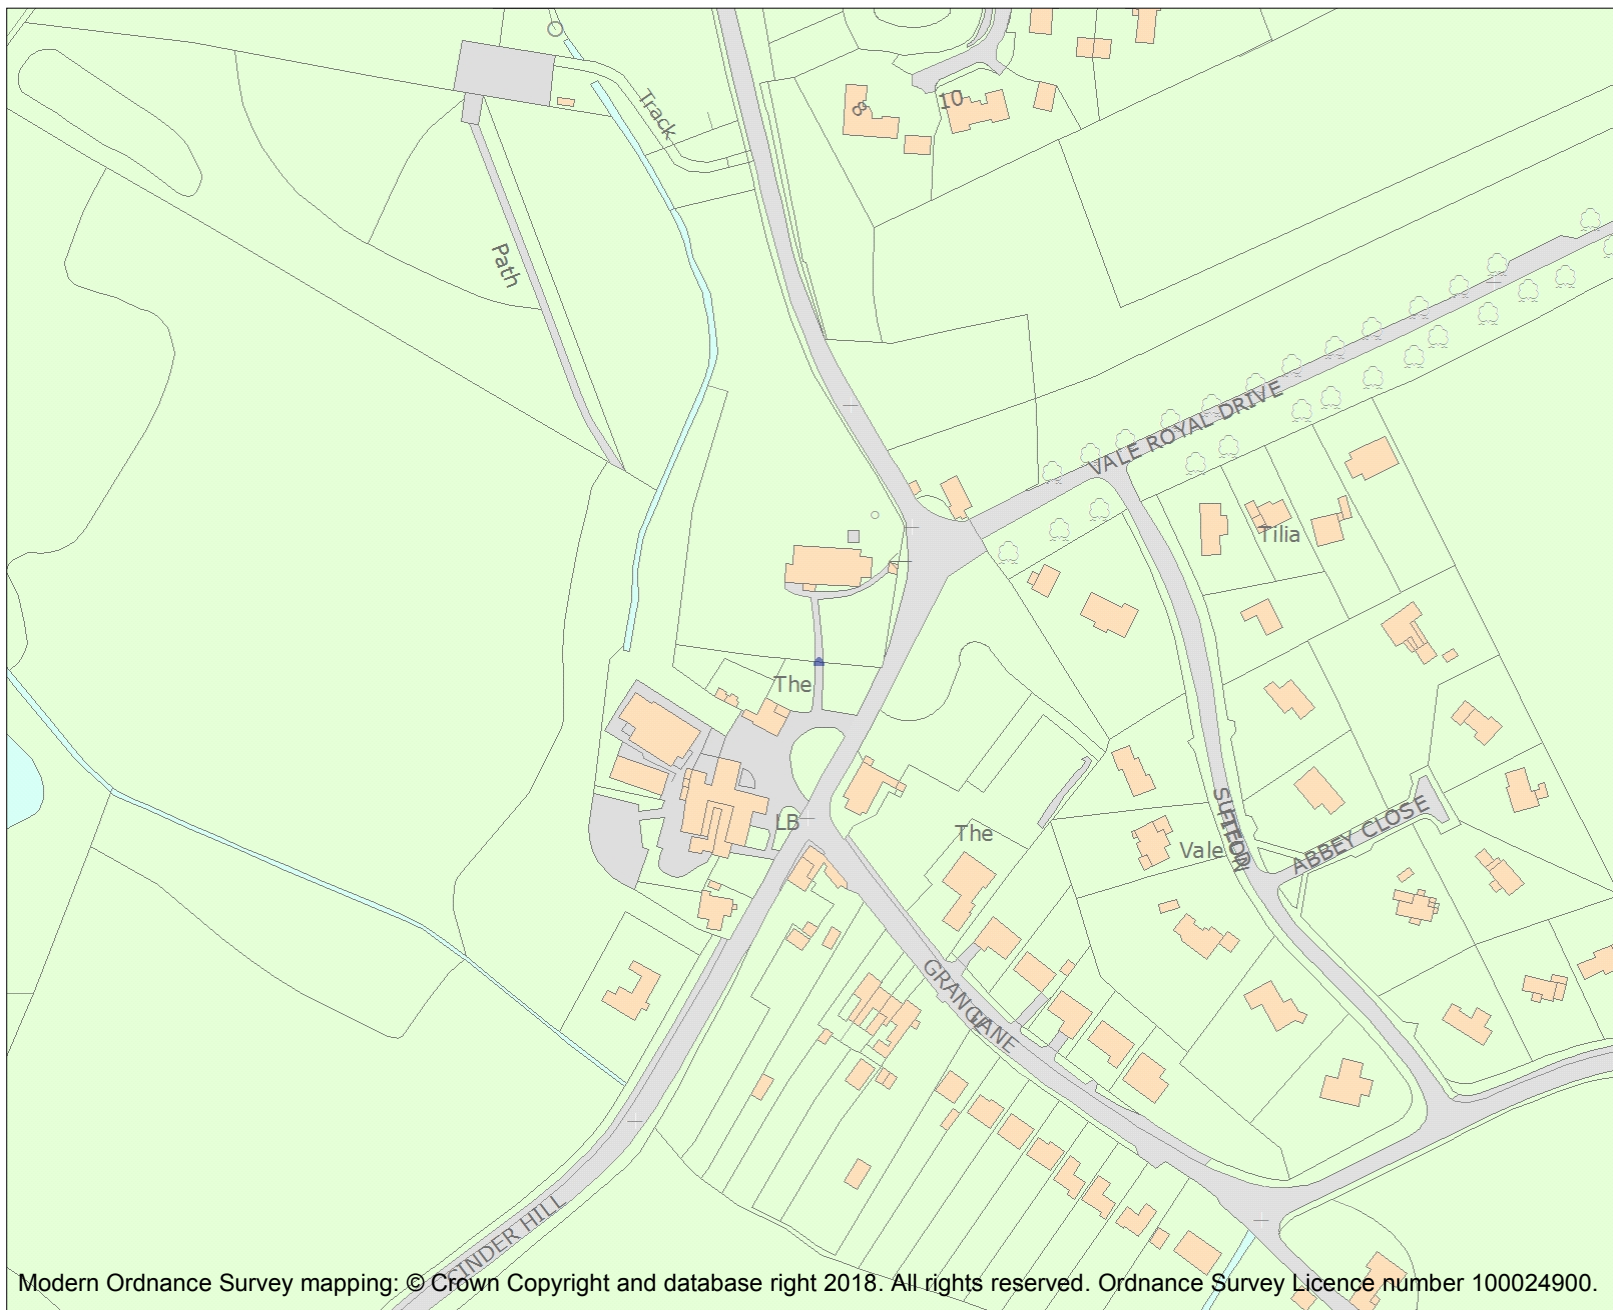 Track
8
10
Path
VALE ROYAL DRIVE
Tilia
The
The
LB
Vale
ABBEY CLOSE
GRANGE
LANE
CINDER HILL
Modern Ordnance Survey mapping: © Crown Copyright and database right 2018. All rights reserved. Ordnance Survey Licence number 100024900.